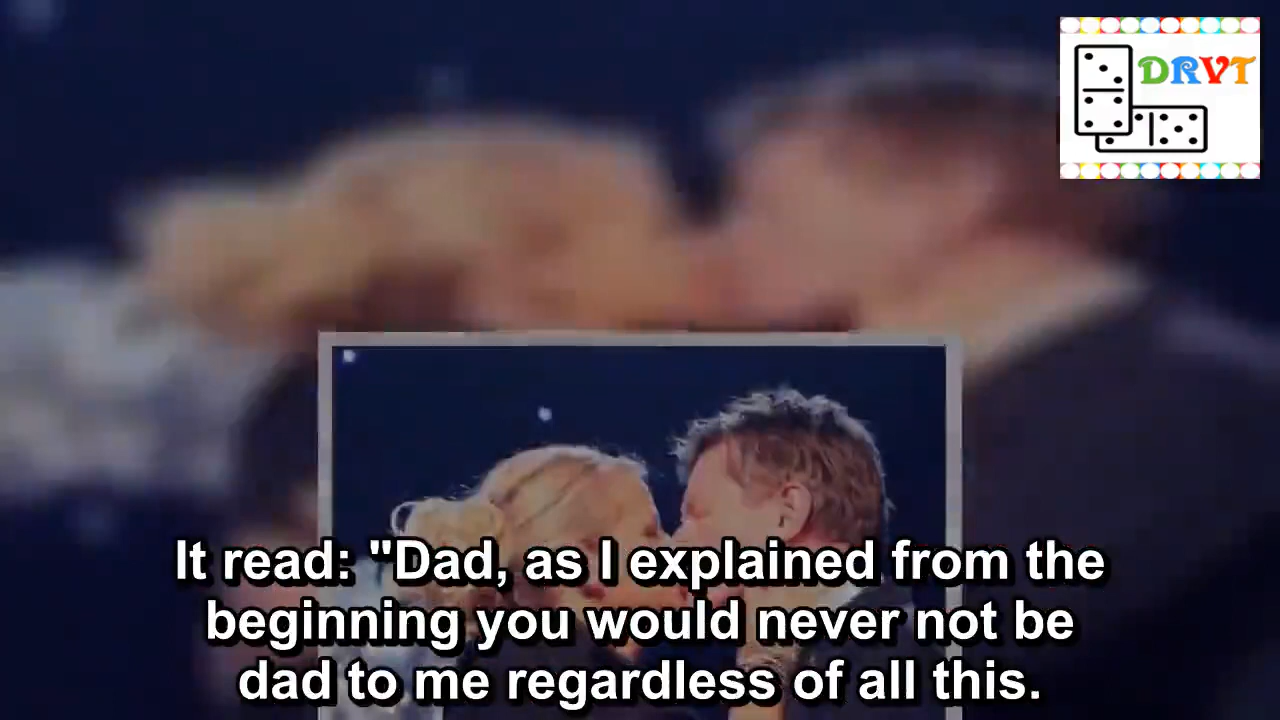 DRVT
It read: "Dad, as I explained from the
beginning you would never not be
dad to me regardless of all this.